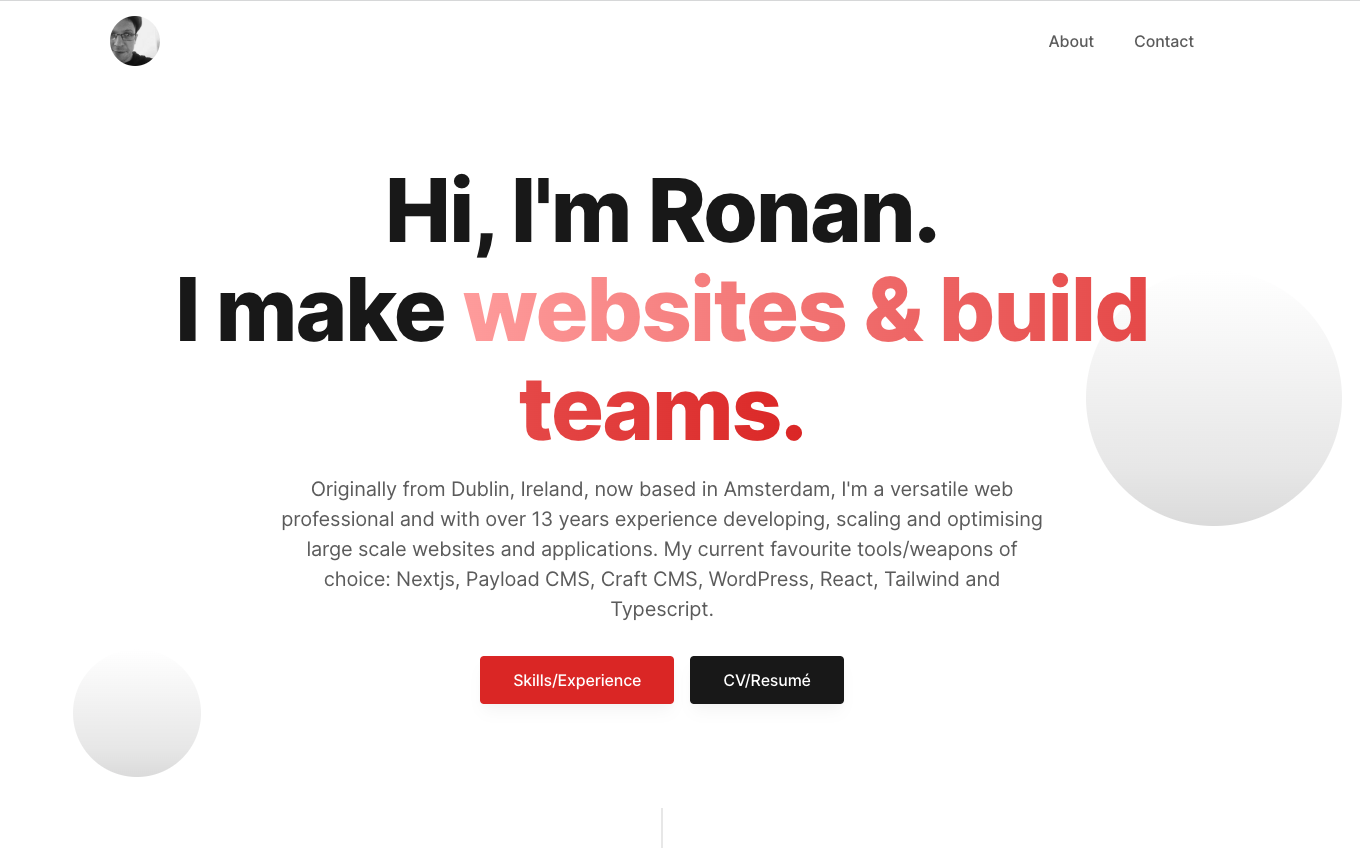 About Contact
Hi, I'm Ronan.
I make websites & build
teams.
Originally from Dublin, Ireland, now based in Amsterdam, I'm a versatile web
professional and with over 13 years experience developing, scaling and optimising
large scale websites and applications. My current favourite tools/weapons of
choice: Nextjs, Payload CMS, Craft CMS, WordPress, React, Tailwind and
Typescript.
Skills/Experience CV/Resumé